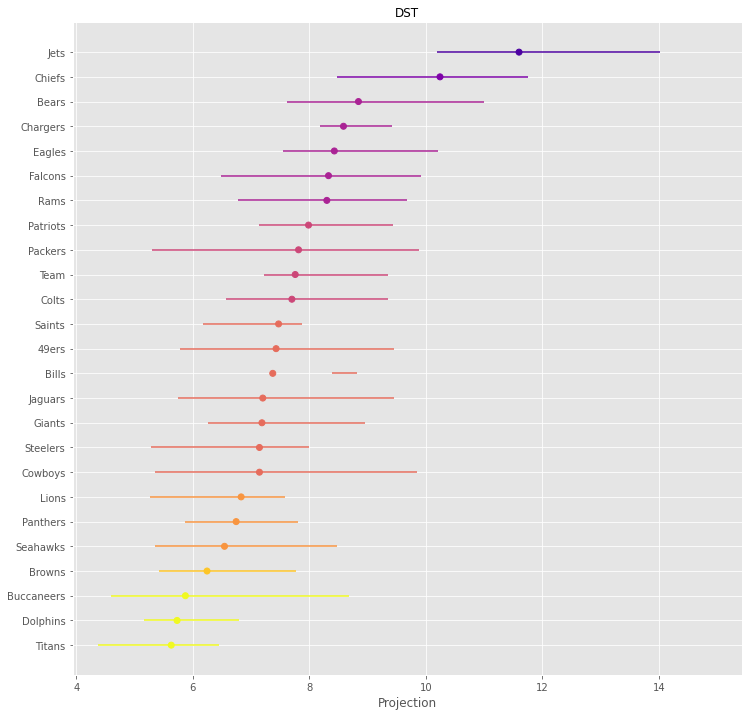 DST
Jets
Chiefs
Bears
Chargers
Eagles
Falcons
Rams
Patriots
Packers
Team
Colts
Saints
49ers
Bills
Jaguars
Giants
Steelers
Cowboys
Lions
Panthers
Seahawks
Browns
Buccaneers
Dolphins
Titans
4 6 8 10 12 14
Projection